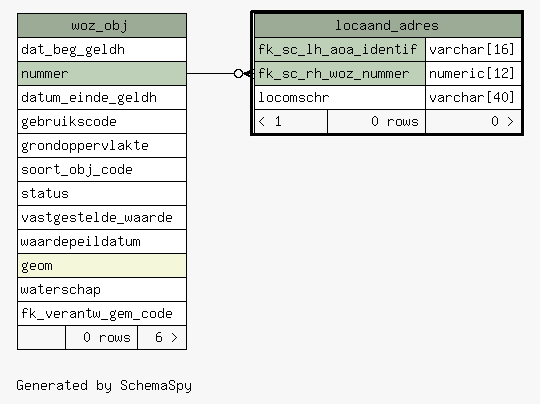 woz_obj
dat_beg_geldh
nummer
datum_einde_geldh
gebruikscode
grondoppervlakte
soort_obj_code
status
vastgestelde_waarde
waardepeildatum
geom
waterschap
fk_verantw_gem_code
0 rows 6 >
locaand_adres
fk_sc_lh_aoa_identif varchar[16]
fk_sc_rh_woz_nummer numeric[12]
locomschr varchar[40]
< 1 0 rows 0 >
Generated by SchemaSpy